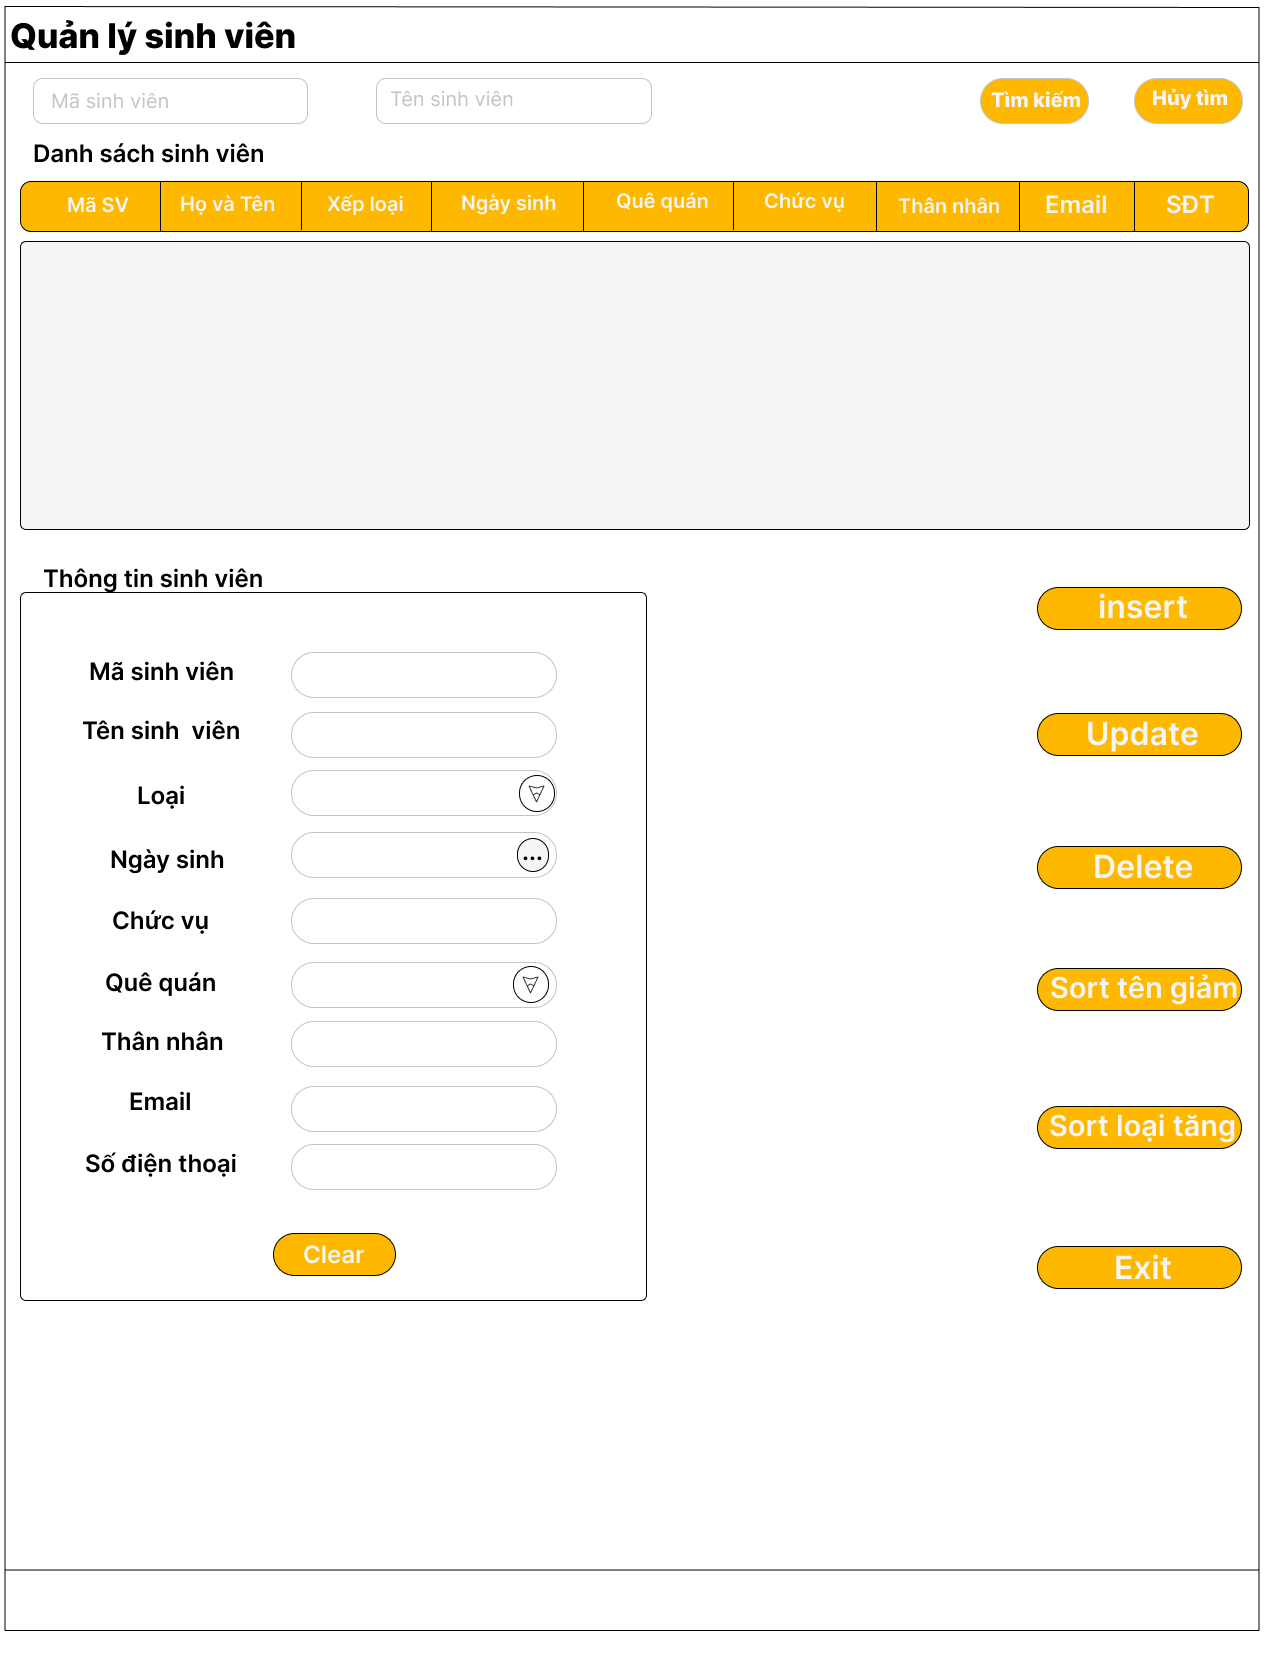 Quản lý sinh viên
Mã sinh viên
Tên sinh viên
Tìm kiếm
Hủy tìm
Danh sách sinh viên
Mã SV
Họ và Tên
Xếp loại
Ngày sinh
Quê quán
Chức vụ
Thân nhân
Email
SĐT
Thông tin sinh viên
insert
Mã sinh viên
Tên sinh  viên
Update
Loại
Ngày sinh
...
Delete
Chức vụ
Quê quán
Sort tên giảm
Thân nhân
Email
Sort loại tăng
Số điện thoại
Clear
Exit